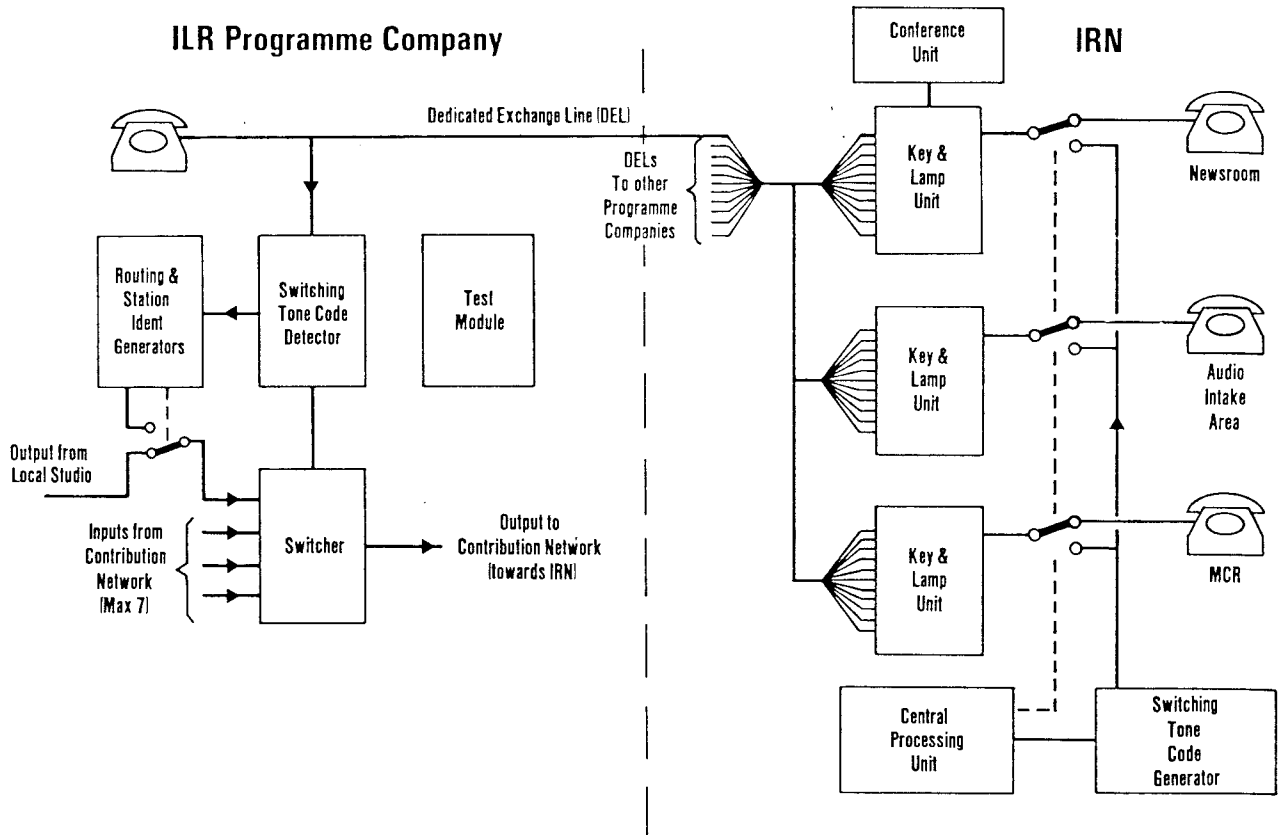 ILR Programme Company
IRN
Conference
Unit
Dedicated Exchange Line (DEL)
DELs
To other
Programme
Companies
Key &
Lamp
Unit
Newsroom
Routing &
Station
Ident
Generators
Switching
Tone Code
Detector
Test
Module
Key &
Lamp
Unit
Audio
Intake
Area
Output from
Local Studio
Inputs from
Contribution
Network
(Max 7)
Switcher
Output to
Contribution Network
(towards IRN)
Key &
Lamp
Unit
MCR
Central
Processing
Unit
Switching
Tone
Code
Generator